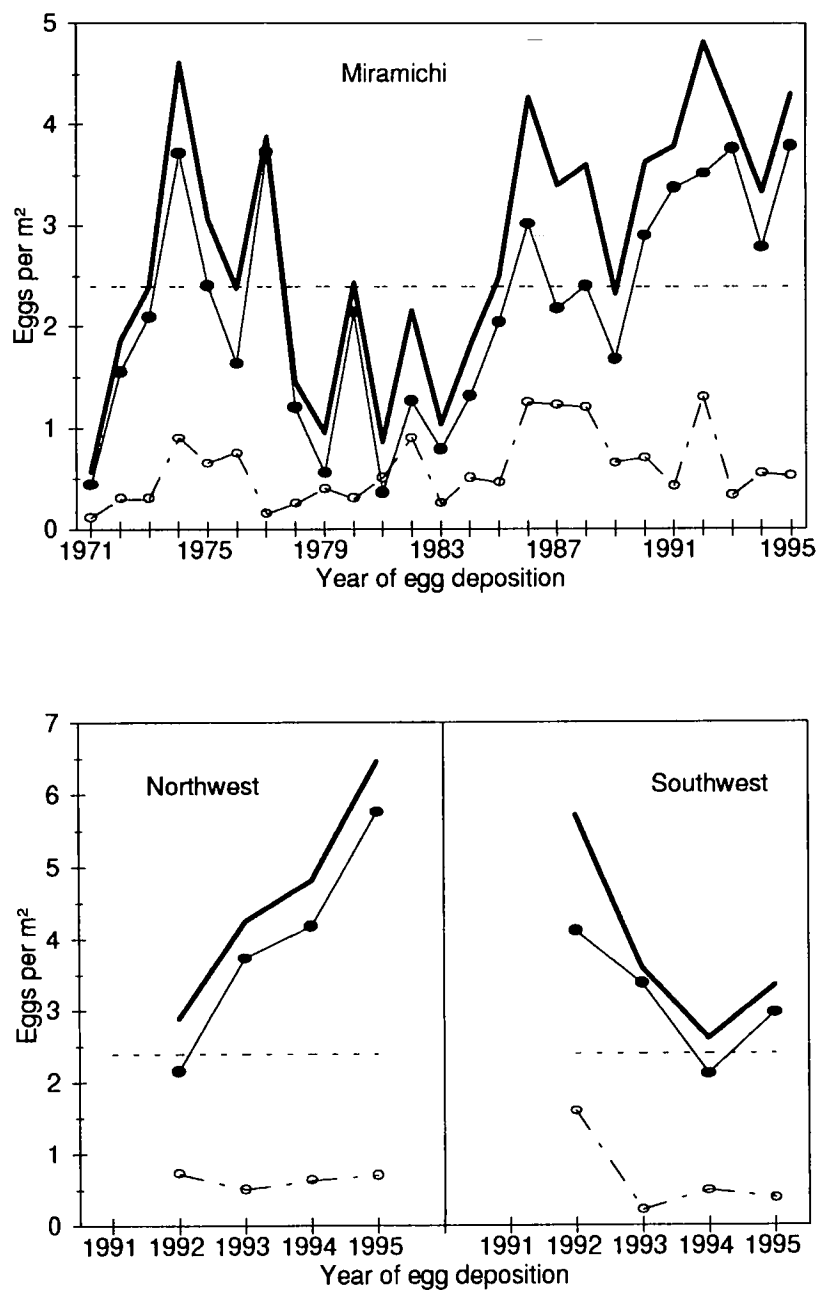 5
Miramichi
4
3
2
1
0
Eggs per m²
1971 1975 1979 1983 1987 1991 1995
Year of egg deposition
7
Northwest
Southwest
6
5
4
3
2
1
0
Eggs per m²
1991 1992 1993 1994 1995 1991 1992 1993 1994 1995
Year of egg deposition